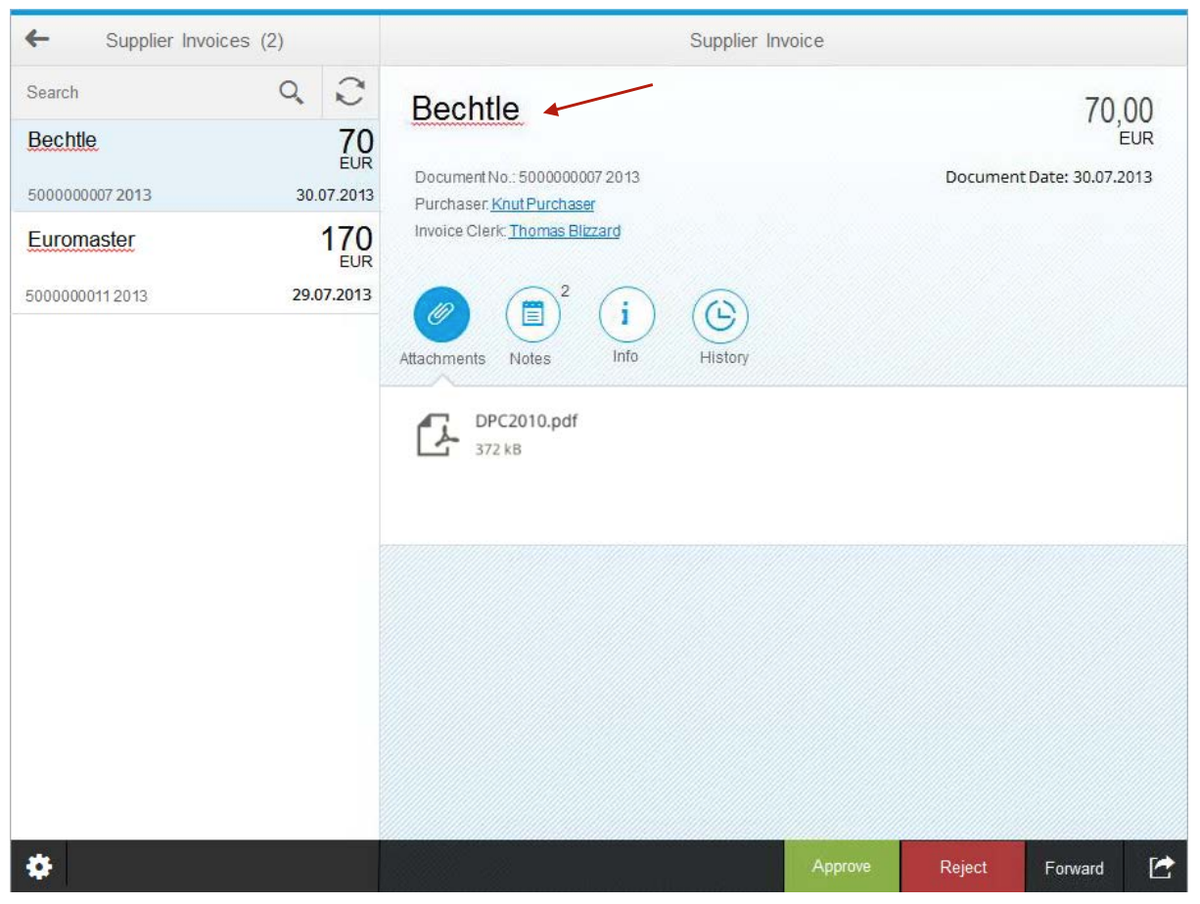 Supplier Invoices (2)
Search
Bechtle 70
EUR
5000000007 2013 30.07.2013
Euromaster 170
EUR
5000000011 2013 29.07.2013
Supplier Invoice
Bechtle 70,00
EUR
Document No.: 5000000007 2013 Document Date: 30.07.2013
Purchaser: Knut Purchaser
Invoice Clerk: Thomas Blizzard
2
Attachments Notes Info History
DPC2010.pdf
372 kB
Approve Reject Forward